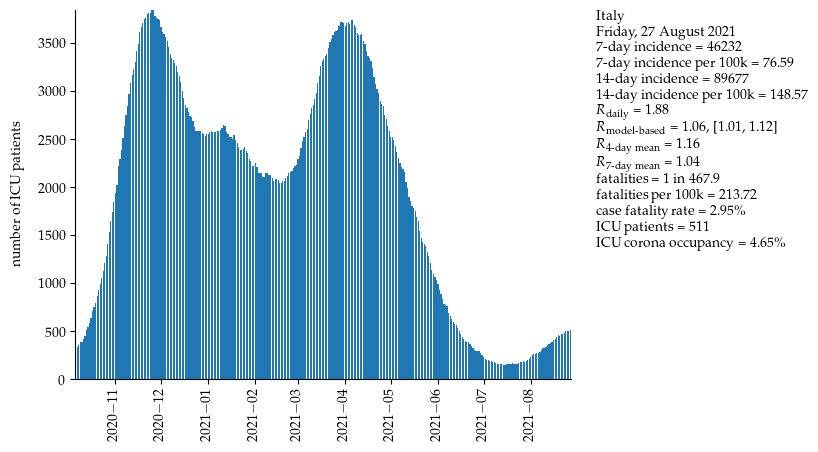 number of ICU patients
3500
3000
2500
2000
1500
1000
500
0
2020−11
2020−12
2021−01
2021−02
2021−03
2021−04
2021−05
2021−06
2021−07
2021−08
Italy
Friday, 27 August 2021
7-day incidence = 46232
7-day incidence per 100k = 76.59
14-day incidence = 89677
14-day incidence per 100k = 148.57
R daily = 1.88
R model-based = 1.06, [1.01, 1.12]
R 4-day mean = 1.16
R 7-day mean = 1.04
fatalities = 1 in 467.9
fatalities per 100k = 213.72
case fatality rate = 2.95%
ICU patients = 511
ICU corona occupancy = 4.65%